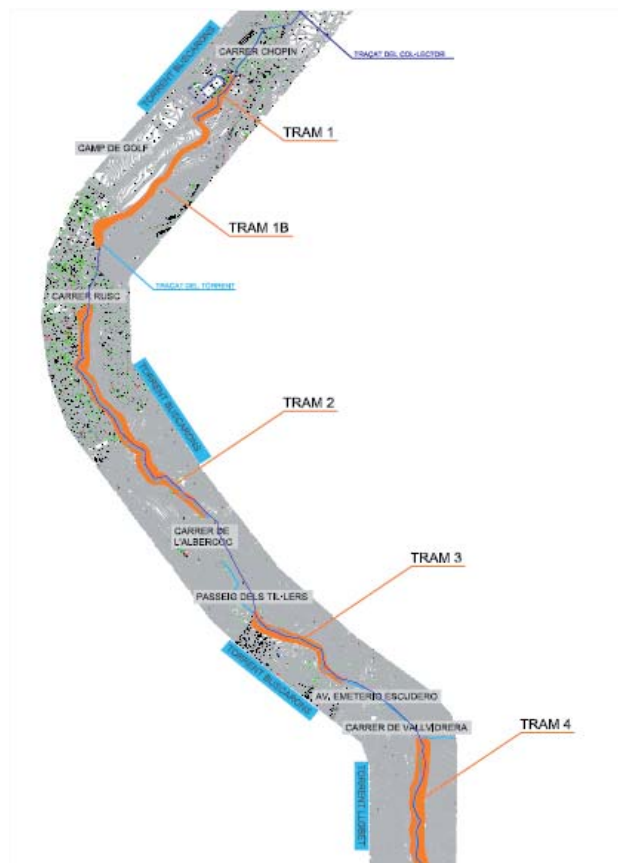 CARRER CHOPIN
TRAÇAT DEL COL·LECTOR
TORRENT BUSCARONS
TRAM 1
CAMP DE GOLF
TRAM 1B
TRAÇAT DEL TORRENT
CARRER RUSC
TORRENT BUSCARONS
TRAM 2
CARRER DE
L'ALBERCOC
TRAM 3
PASSEIG DELS TIL·LERS
TORRENT BUSCARONS
AV. EMETERIO ESCUDERO
CARRER DE VALLVIDRERA
TRAM 4
TORRENT LLOBET